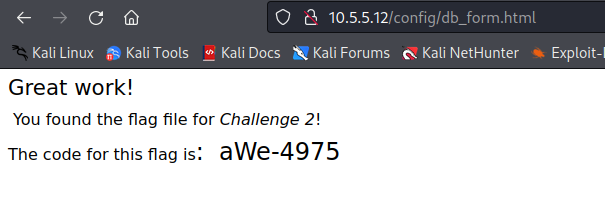 10.5.5.12/config/db_form.html
Kali Linux Kali Tools Kali Docs Kali Forums Kali NetHunter Exploit-
Great work!
You found the flag file for Challenge 2!
The code for this flag is: aWe-4975